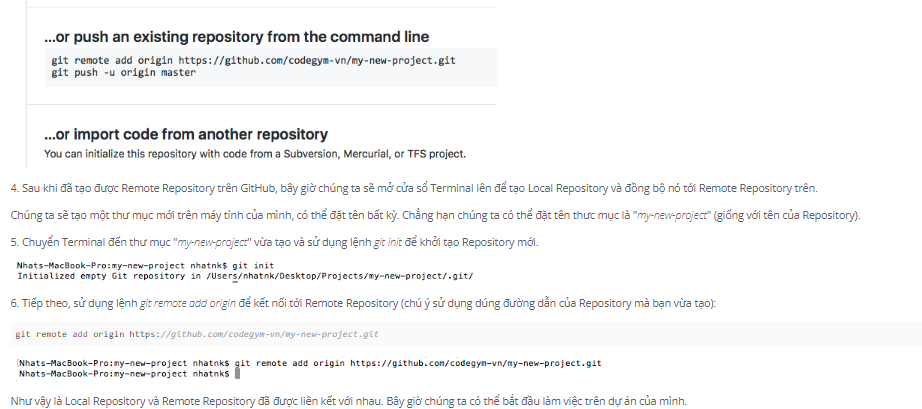 ...or push an existing repository from the command line
git remote add origin https://github.com/codegym-vn/my-new-project.git
git push -u origin master
...or import code from another repository
You can initialize this repository with code from a Subversion, Mercurial, or TFS project.
4. Sau khi đã tạo được Remote Repository trên GitHub, bây giờ chúng ta sẽ mở cửa sổ Terminal lên để tạo Local Repository và đồng bộ nó tới Remote Repository trên.
Chúng ta sẽ tạo một thư mục mới trên máy tính của mình, có thể đặt tên bất kỳ. Chẳng hạn chúng ta có thể đặt tên thưc mục là "my-new-project" (giống với tên của Repository).
5. Chuyển Terminal đến thư mục "my-new-project" vừa tạo và sử dụng lệnh git init để khởi tạo Repository mới.
Nhats-MacBook-Pro:my-new-project nhatnk$ git init
Initialized empty Git repository in /Users/nhatnk/Desktop/Projects/my-new-project/.git/
6. Tiếp theo, sử dụng lệnh git remote add origin để kết nối tới Remote Repository (chú ý sử dụng dúng đường dẫn của Repository mà bạn vừa tạo):
git remote add origin https://github.com/codegym-vn/my-new-project.git
Nhats-MacBook-Pro:my-new-project nhatnk$ git remote add origin https://github.com/codegym-vn/my-new-project.git
Nhats-MacBook-Pro:my-new-project nhatnk$
Như vậy là Local Repository và Remote Repository đã được liên kết với nhau. Bây giờ chúng ta có thể bắt đầu làm việc trên dự án của mình.